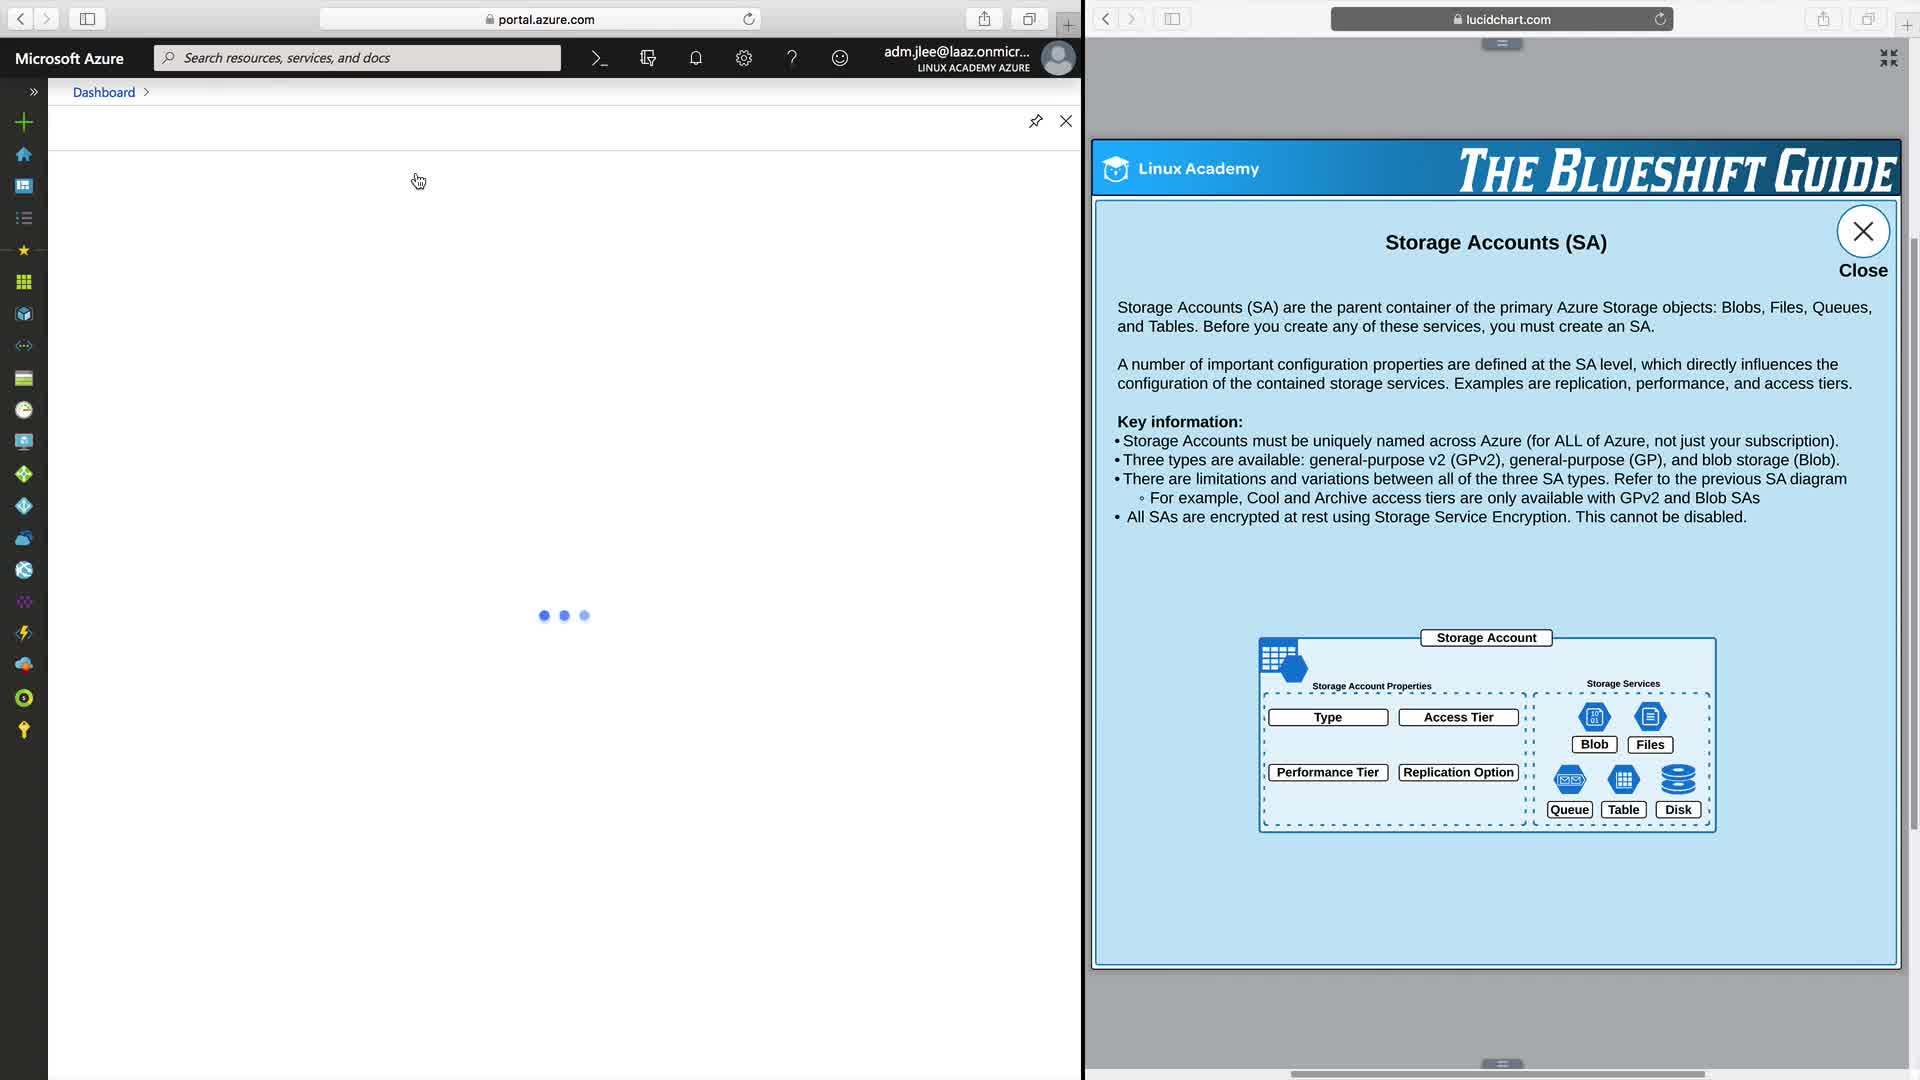 portal.azure.com
Microsoft Azure
Search resources, services, and docs
adm.jlee@laaz.onmicr...
LINUX ACADEMY AZURE
Dashboard
lucidchart.com
Linux Academy
THE BLUESHIFT GUIDE
Storage Accounts (SA)
Close
Storage Accounts (SA) are the parent container of the primary Azure Storage objects: Blobs, Files, Queues,
and Tables. Before you create any of these services, you must create an SA.
A number of important configuration properties are defined at the SA level, which directly influences the
configuration of the contained storage services. Examples are replication, performance, and access tiers.
Key information:
• Storage Accounts must be uniquely named across Azure (for ALL of Azure, not just your subscription).
• Three types are available: general-purpose v2 (GPv2), general-purpose (GP), and blob storage (Blob).
• There are limitations and variations between all of the three SA types. Refer to the previous SA diagram
◦ For example, Cool and Archive access tiers are only available with GPv2 and Blob SAs
• All SAs are encrypted at rest using Storage Service Encryption. This cannot be disabled.
Storage Account
Storage Account Properties
Storage Services
Type
Access Tier
Performance Tier
Replication Option
10
01
Blob
Files
Queue
Table
Disk